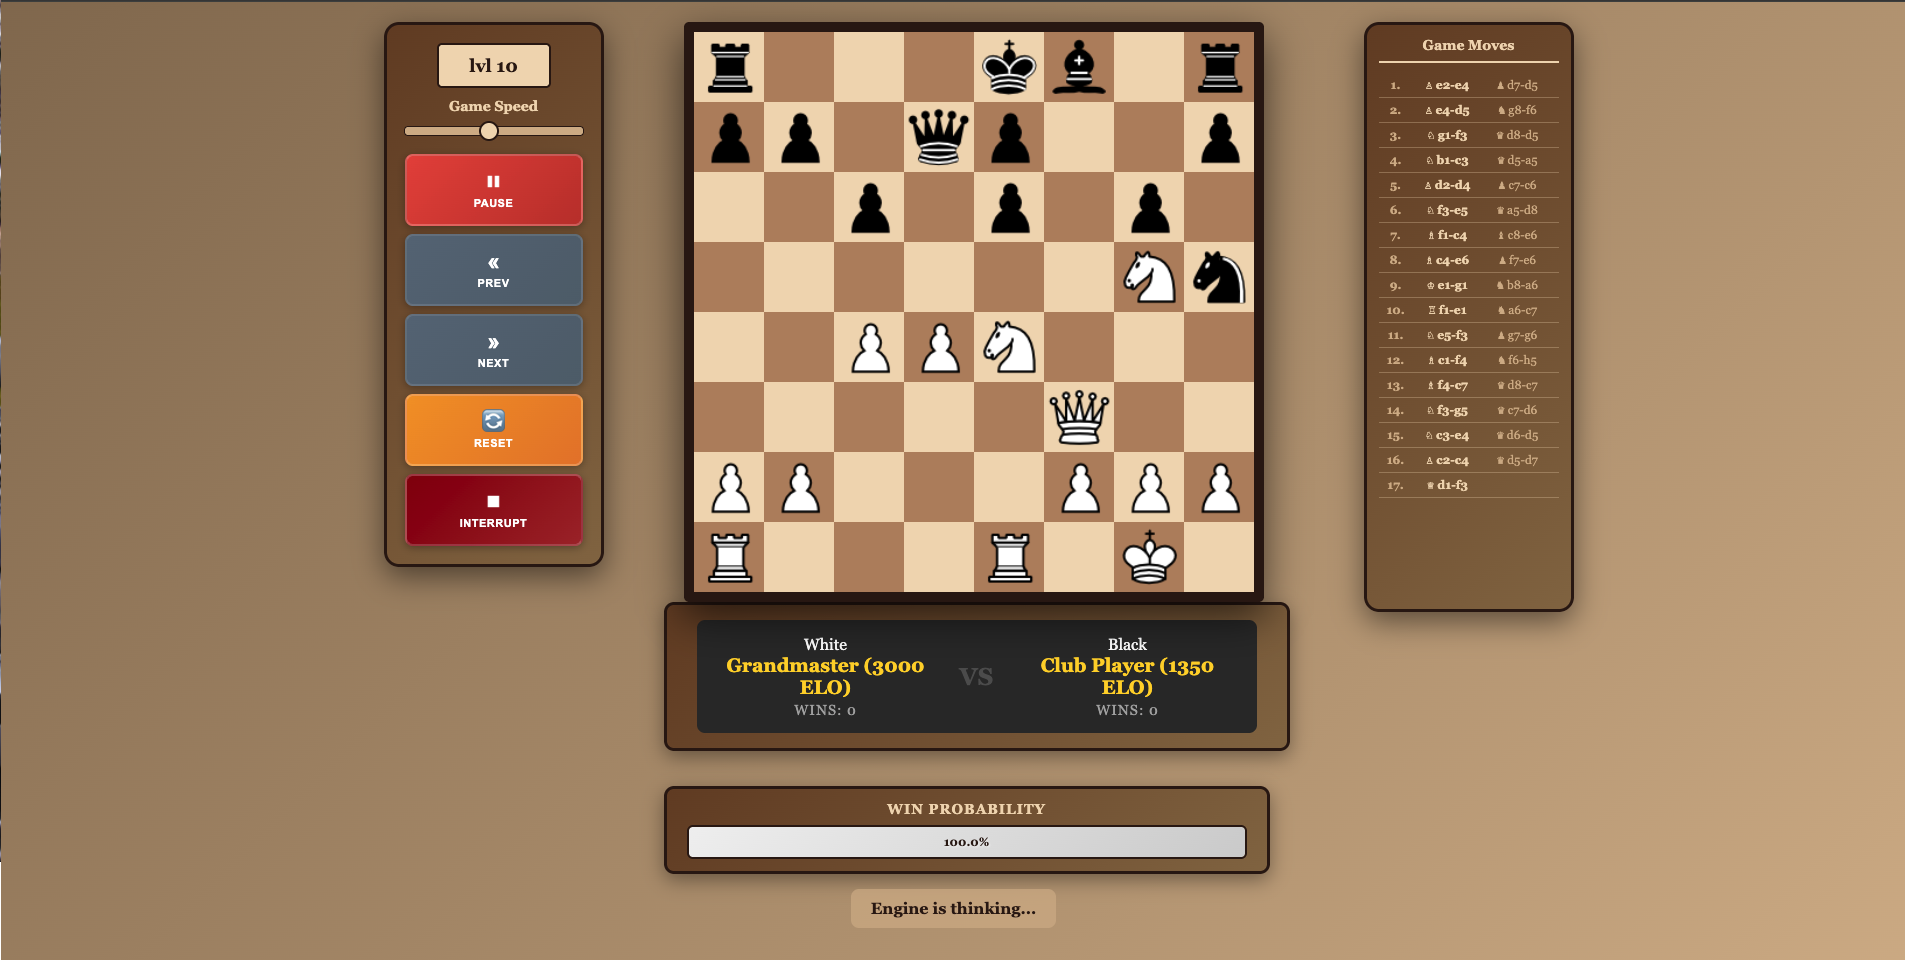 lvl 10
Game Speed
PAUSE
PREV
NEXT
RESET
INTERRUPT
White
Grandmaster (3000
ELO)
WINS: 0
VS
Black
Club Player (1350
ELO)
WINS: 0
WIN PROBABILITY
100.0%
Engine is thinking...
Game Moves
1. ♙ e2-e4 ♟ d7-d5
2. ♙ e4-d5 ♞ g8-f6
3. ♘ g1-f3 ♛ d8-d5
4. ♘ b1-c3 ♛ d5-a5
5. ♙ d2-d4 ♟ c7-c6
6. ♘ f3-e5 ♛ a5-d8
7. ♗ f1-c4 ♝ c8-e6
8. ♗ c4-e6 ♟ f7-e6
9. ♔ e1-g1 ♞ b8-a6
10. ♖ f1-e1 ♞ a6-c7
11. ♘ e5-f3 ♟ g7-g6
12. ♗ c1-f4 ♞ f6-h5
13. ♗ f4-c7 ♛ d8-c7
14. ♘ f3-g5 ♛ c7-d6
15. ♘ c3-e4 ♛ d6-d5
16. ♙ c2-c4 ♛ d5-d7
17. ♕ d1-f3